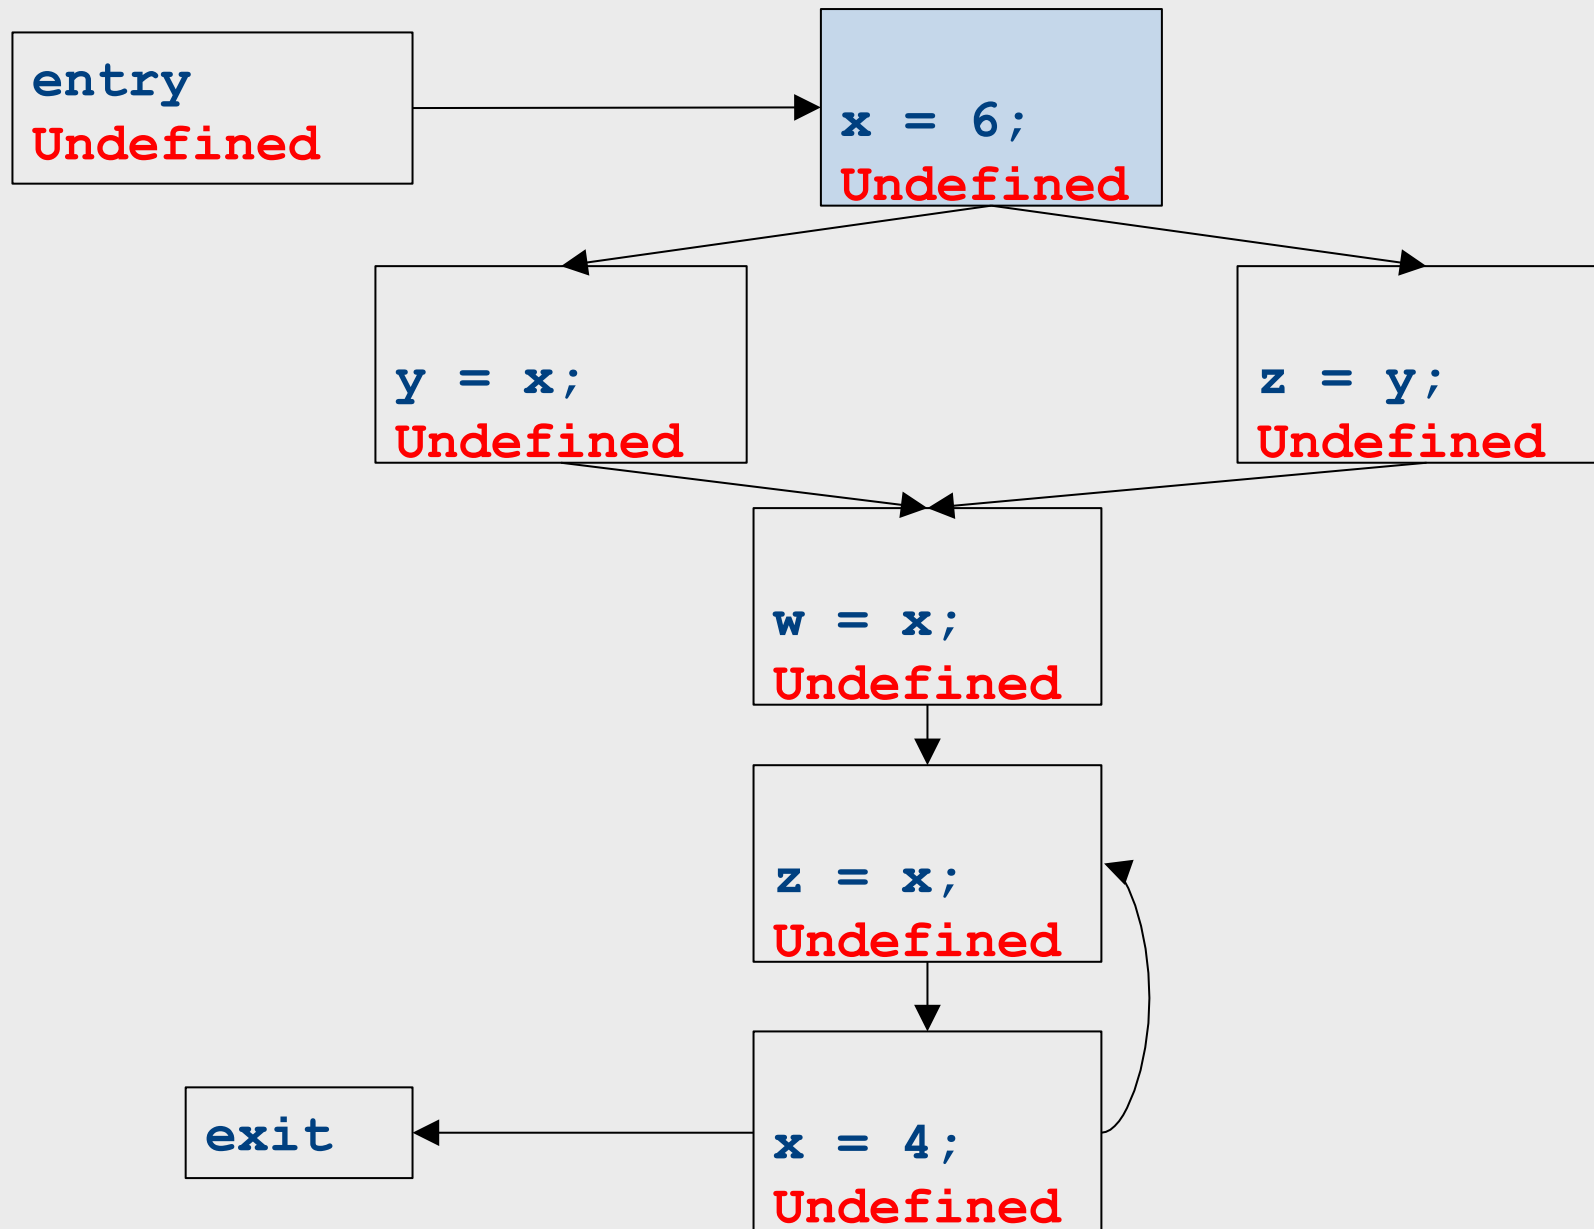 entry
Undefined
x = 6;
Undefined
y = x;
Undefined
z = y;
Undefined
w = x;
Undefined
z = x;
Undefined
exit
x = 4;
Undefined